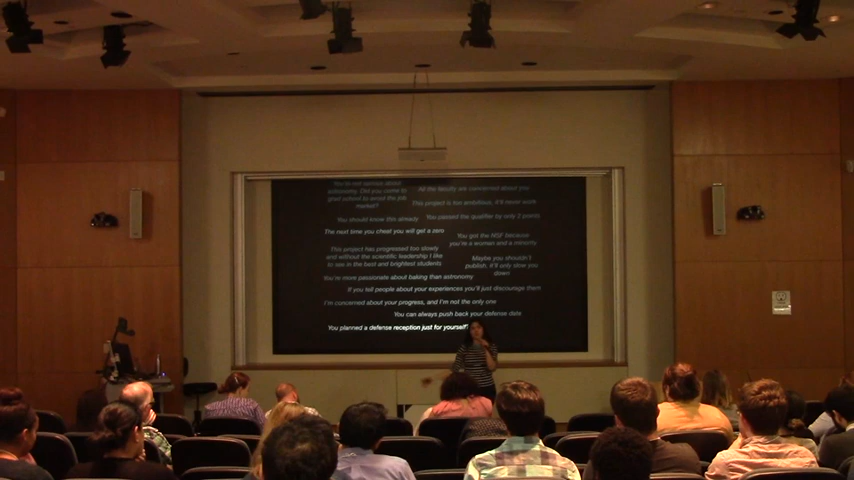 You're not serious about
astronomy. Did you come to
grad school to avoid the job
market?
All the faculty are concerned about you
This project is too ambitious, it'll never work
You should know this already
You passed the qualifier by only 2 points
The next time you cheat you will get a zero
You got the NSF because
you're a woman and a minority
This project has progressed too slowly
and without the scientific leadership I like
to see in the best and brightest students
Maybe you shouldn't
publish, it'll only slow you
down
You're more passionate about baking than astronomy
If you tell people about your experiences you'll just discourage them
I'm concerned about your progress, and I'm not the only one
You can always push back your defense date
You planned a defense reception just for yourself?